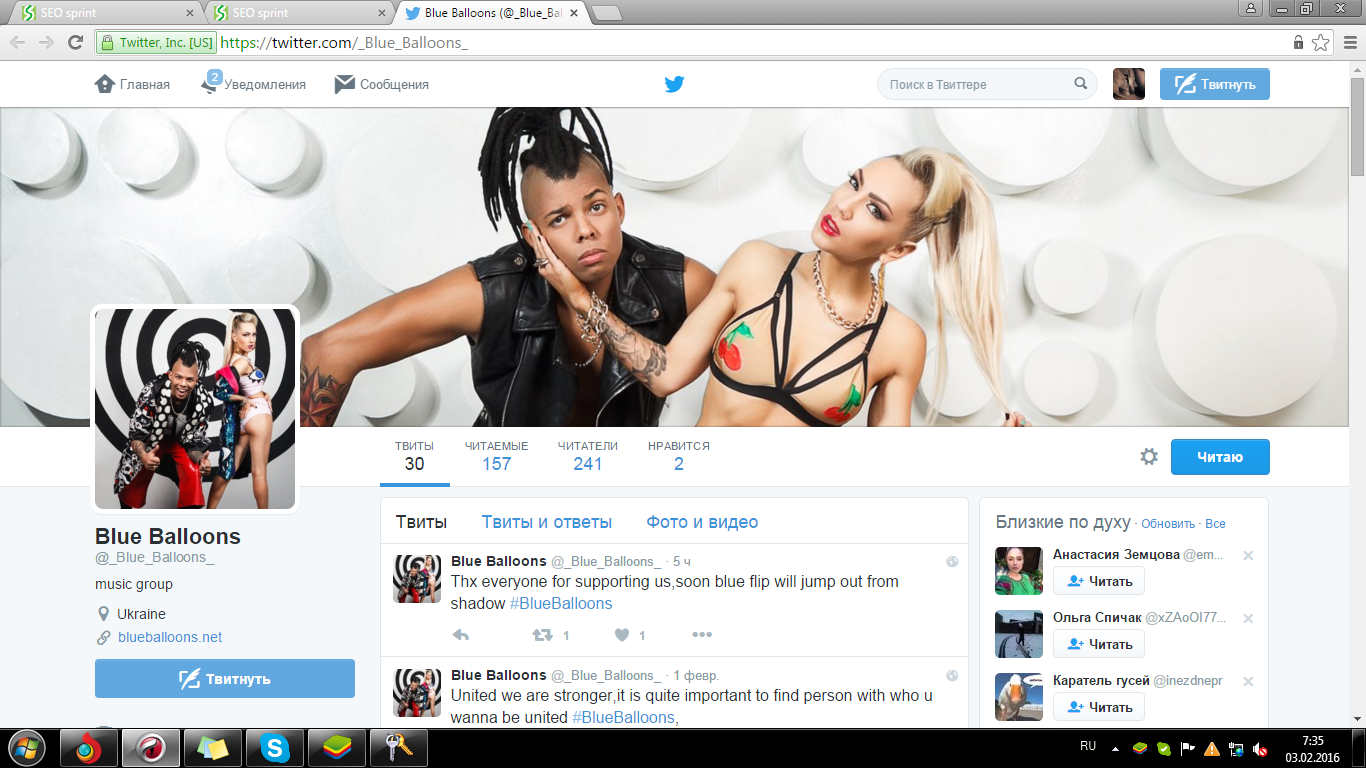 SEO sprint
SEO sprint
Blue Balloons (@_Blue_Bal
Twitter, Inc. [US]
https://twitter.com/_Blue_Balloons_
Главная
2
Уведомления
Сообщения
Поиск в Твиттере
Твитнуть
ТВИТЫ
30
ЧИТАЕМЫЕ
157
ЧИТАТЕЛИ
241
НРАВИТСЯ
2
Читаю
Blue Balloons
@_Blue_Balloons_
music group
Ukraine
blueballoons.net
Твитнуть
Твиты
Твиты и ответы
Фото и видео
Blue Balloons @_Blue_Balloons_ · 5 ч
Thx everyone for supporting us,soon blue flip will jump out from
shadow #BlueBalloons
1
1
Blue Balloons @_Blue_Balloons_ · 1 февр.
United we are stronger,it is quite important to find person with who u
wanna be united #BlueBalloons,
Близкие по духу · Обновить · Все
Анастасия Земцова @em...
Читать
Ольга Спичак @xZAoOI77...
Читать
Каратель гусей @inezdnepr
Читать
RU
7:35
03.02.2016